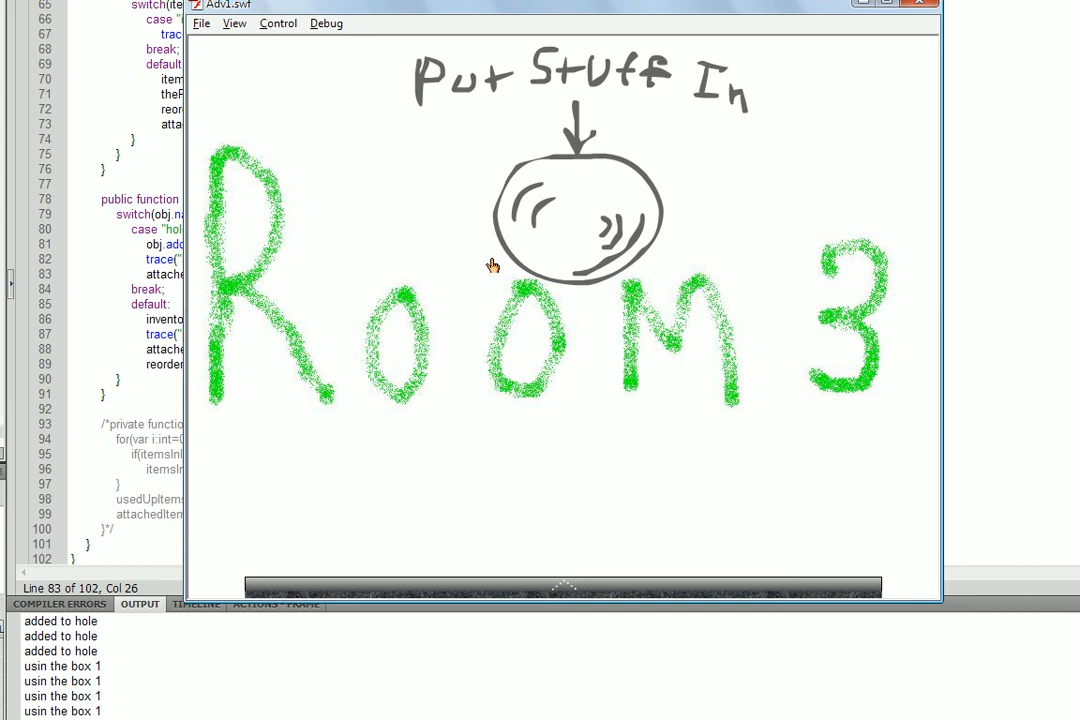 Adv1.swf
File View Control Debug
Put Stuff In
Room 3
65 switch(ite
66 case "
67 trac
68 break;
69 default
70 item
71 theP
72 reor
73 atta
74 }
75 }
76 }
77
78 public function
79 switch(obj.na
80 case "hol
81 obj.add
82 trace("
83 attache
84 break;
85 default:
86 invento
87 trace("
88 attache
89 reorder
90 }
91 }
92
93 /*private functio
94 for(var i:int=0
95 if(itemsInI
96 itemsIn
97 }
98 usedUpItems
99 attachedItem
100 }*/
101 }
102 }
Line 83 of 102, Col 26
COMPILER ERRORS OUTPUT TIMELINE ACTIONS - FRAME
added to hole
added to hole
added to hole
usin the box 1
usin the box 1
usin the box 1
usin the box 1